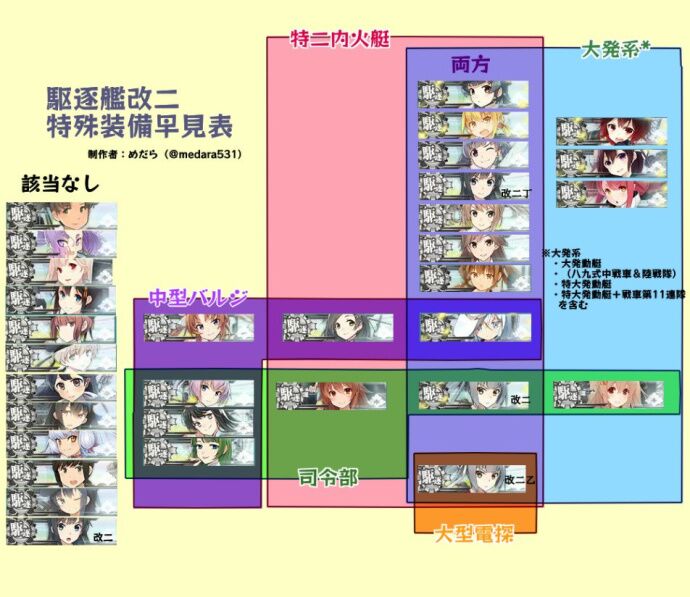 特二内火艇
大発系*
両方
駆逐艦改二
特殊装備早見表
制作者：めだら（@medara531）
該当なし
改二丁
※大発系
・大発動艇
・（八九式中戦車＆陸戦隊）
・特大発動艇
・特大発動艇＋戦車第11連隊
を含む
中型バルジ
改二
司令部
改二乙
大型電探
改二